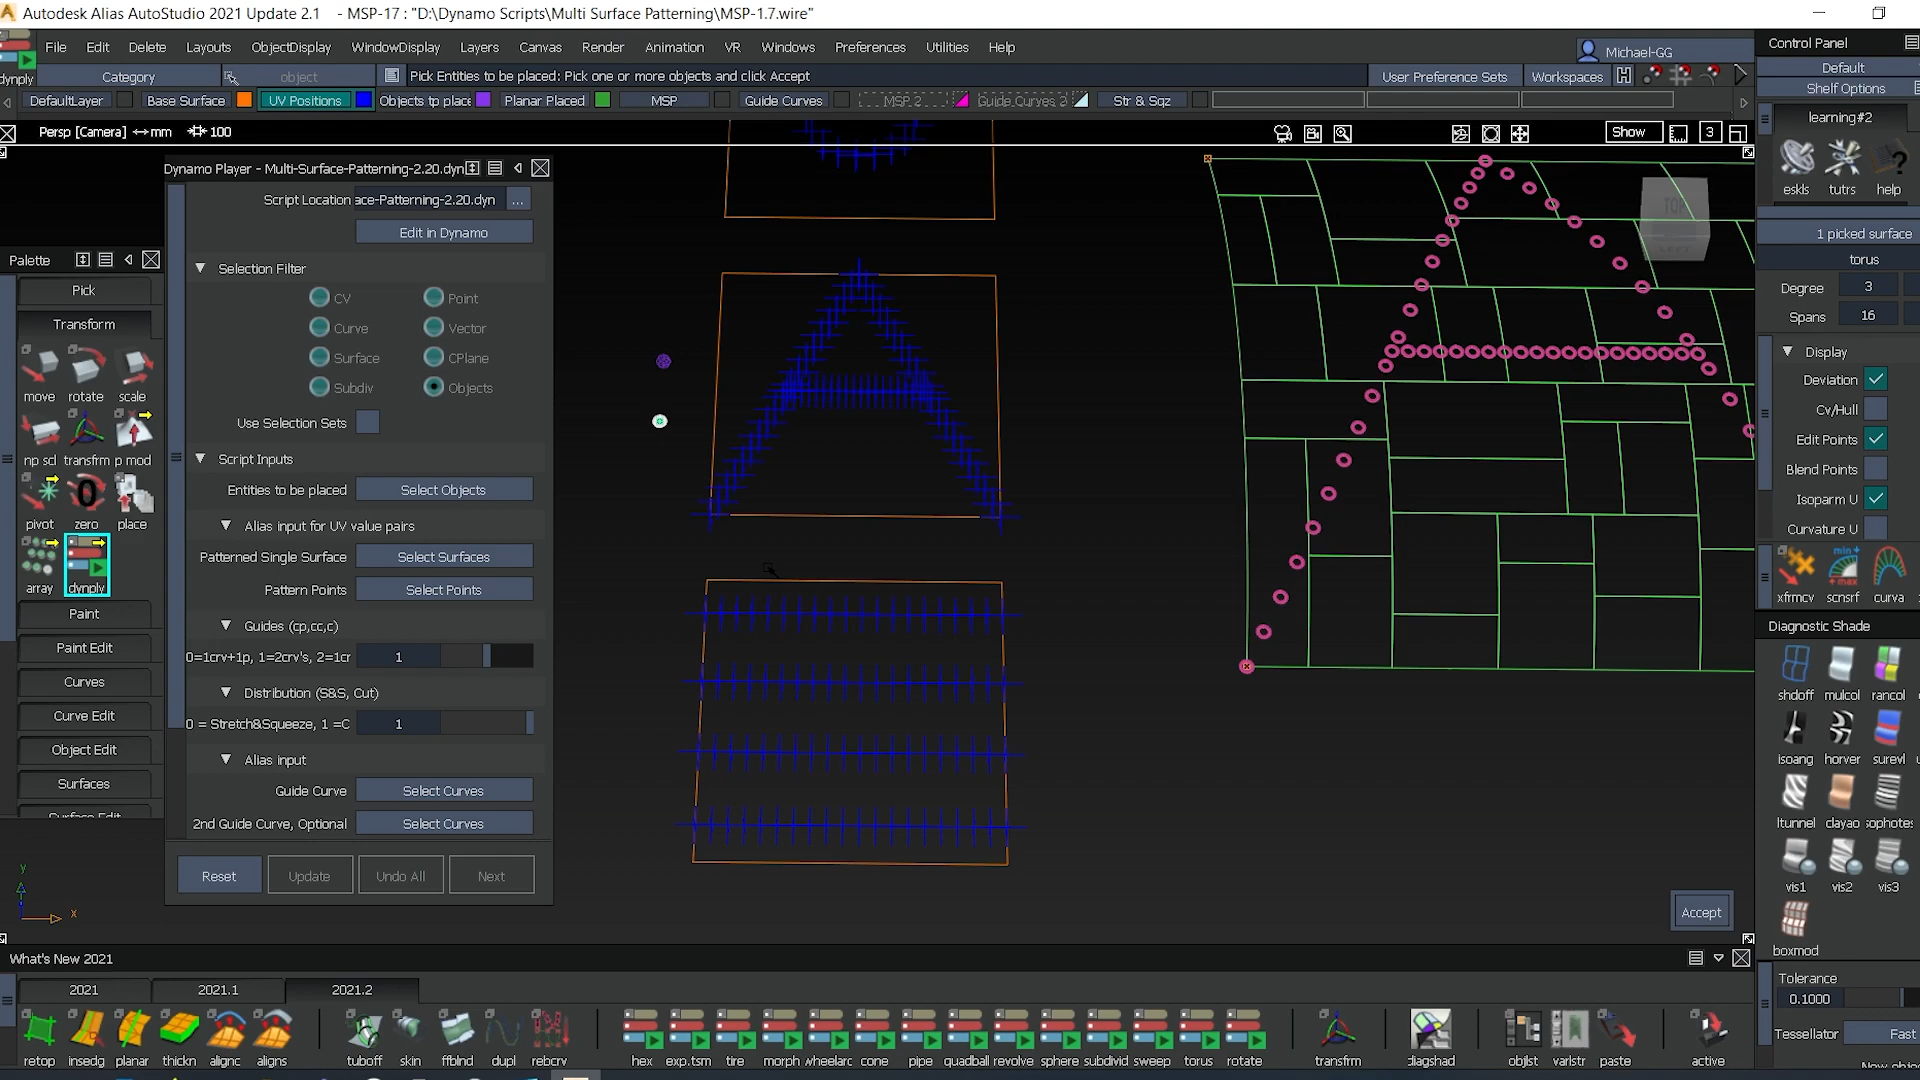 Autodesk Alias AutoStudio 2021 Update 2.1 - MSP-17 : "D:\Dynamo Scripts\Multi Surface Patterning\MSP-1.7.wire"
File Edit Delete Layouts ObjectDisplay WindowDisplay Layers Canvas Render Animation VR Windows Preferences Utilities Help
Michael-GG
Control Panel
dynply
Category
object
Pick Entities to be placed: Pick one or more objects and click Accept
User Preference Sets
Workspaces
Default
Shelf Options
DefaultLayer
Base Surface
UV Positions
Objects tp place
Planar Placed
MSP
Guide Curves
MSP 2
Guide_Curves_2
Str & Sqz
learning#2
Persp [Camera] mm 100
Show
3
Dynamo Player - Multi-Surface-Patterning-2.20.dyn
Script Location ace-Patterning-2.20.dyn ...
Edit in Dynamo
Selection Filter
CV Point
Curve Vector
Surface CPlane
Subdiv Objects
Use Selection Sets
Script Inputs
Entities to be placed Select Objects
Alias input for UV value pairs
Patterned Single Surface Select Surfaces
Pattern Points Select Points
Guides (cp,cc,c)
0=1crv+1p, 1=2crv's, 2=1cr 1
Distribution (S&S, Cut)
0 = Stretch&Squeeze, 1 =C 1
Alias input
Guide Curve Select Curves
2nd Guide Curve, Optional Select Curves
Reset Update Undo All Next
Palette
Pick
Transform
move rotate scale
np scl transfrm p mod
pivot zero place
array dynply
Paint
Paint Edit
Curves
Curve Edit
Object Edit
Surfaces
Surface Edit
y
x
TOP
LEFT
Accept
eskls tutrs help
1 picked surface
torus
Degree 3
Spans 16
Display
Deviation
Cv/Hull
Edit Points
Blend Points
Isoparm U
Curvature U
xfrmcv scnsrf curva
Diagnostic Shade
shdoff mulcol rancol
isoang horver surevl
ltunnel clayao sophotes
vis1 vis2 vis3
boxmod
Tolerance
0.1000
Tessellator Fast
What's New 2021
2021 2021.1 2021.2
retop insedg planar thickn alignc aligns tuboff skin ffblnd dupl rebcrv hex exp.tsm tire morph wheelarc cone pipe quadball revolve sphere subdivid sweep torus rotate transfrm diagshad objlst varlstr paste active